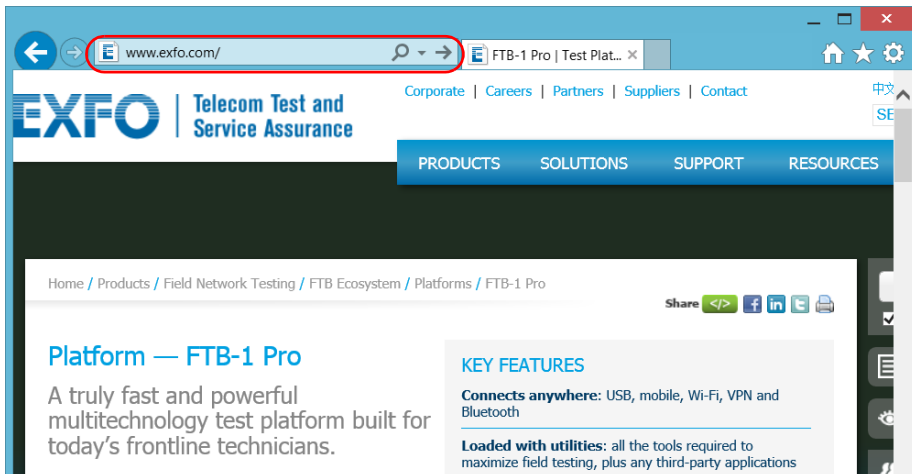 www.exfo.com/
FTB-1 Pro | Test Plat...
EXFO | Telecom Test and
Service Assurance
Corporate | Careers | Partners | Suppliers | Contact
中文
SE
PRODUCTS SOLUTIONS SUPPORT RESOURCES
Home / Products / Field Network Testing / FTB Ecosystem / Platforms / FTB-1 Pro
Share </>
Platform — FTB-1 Pro
A truly fast and powerful
multitechnology test platform built for
today's frontline technicians.
KEY FEATURES
Connects anywhere: USB, mobile, Wi-Fi, VPN and
Bluetooth
Loaded with utilities: all the tools required to
maximize field testing, plus any third-party applications